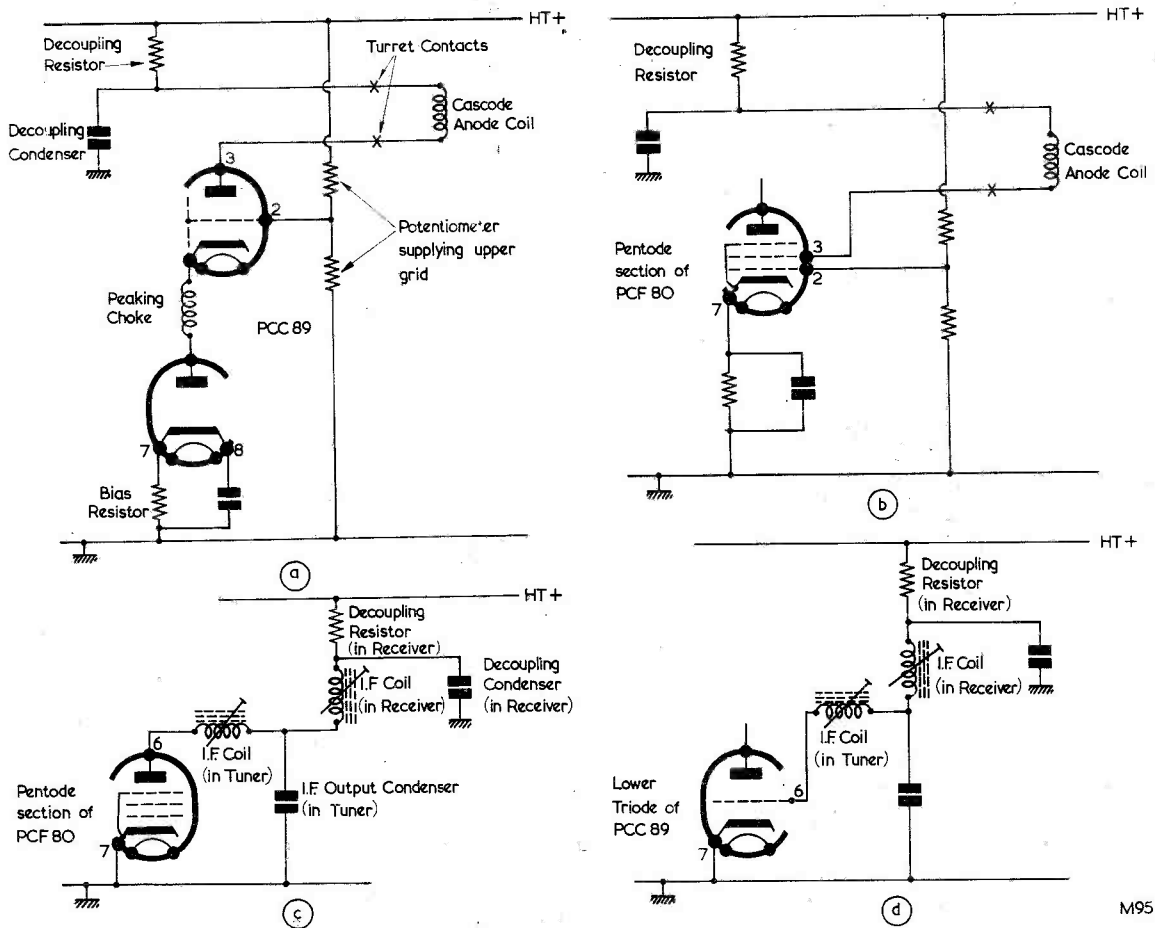 HT+
Decoupling
Resistor
Turret Contacts
Decoupling
Condenser
Cascode
Anode Coil
3
2
Potentiometer
supplying upper
grid
Peaking
Choke
PCC 89
7
8
Bias
Resistor
a
HT+
Decoupling
Resistor
Cascode
Anode Coil
Pentode
section of
PCF 80
3
2
7
b
HT+
Decoupling
Resistor
(in Receiver)
I.F. Coil
(in Receiver)
Decoupling
Condenser
(in Receiver)
6
I.F. Coil
(in Tuner)
I.F. Output Condenser
(in Tuner)
Pentode
section of
PCF 80
7
c
HT+
Decoupling
Resistor
(in Receiver)
I.F. Coil
(in Receiver)
I.F. Coil
(in Tuner)
6
Lower
Triode of
PCC 89
7
d
M95